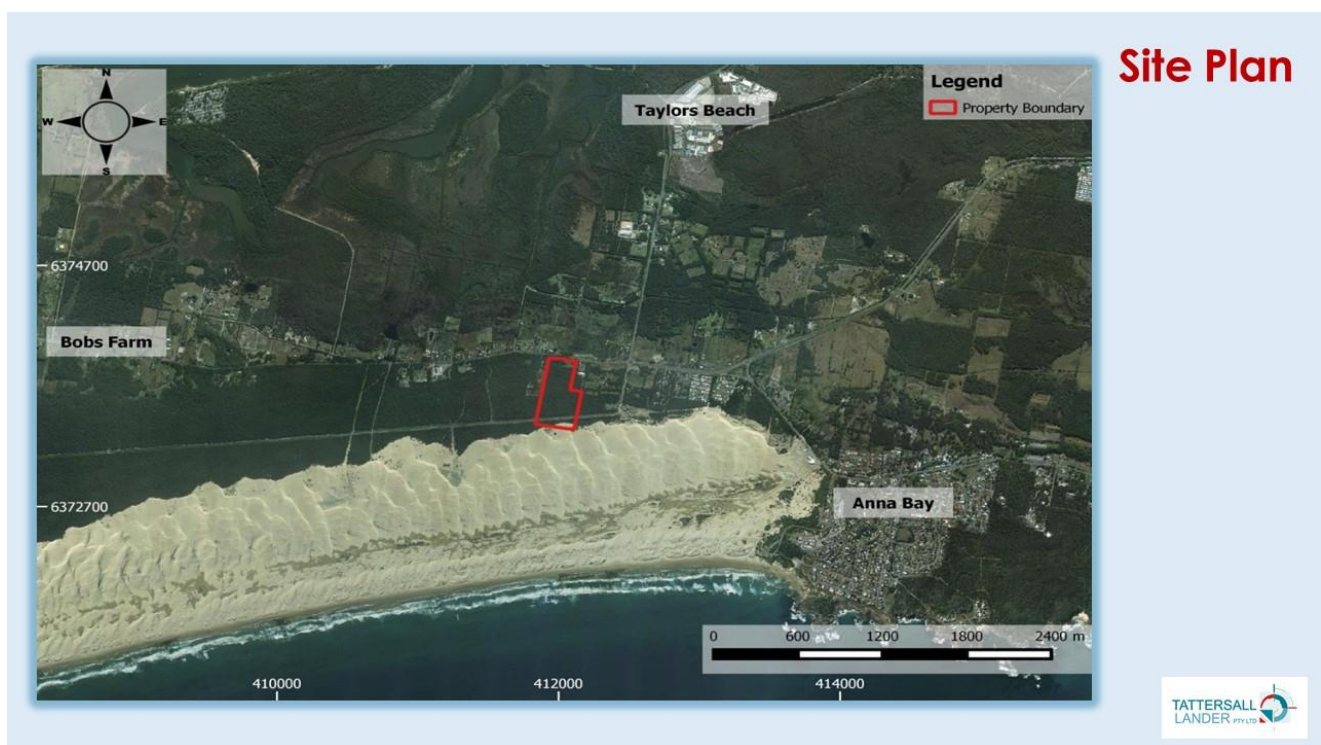 Site Plan
N
W E
S
Legend
Property Boundary
Taylors Beach
6374700
Bobs Farm
6372700
Anna Bay
0 600 1200 1800 2400 m
410000 412000 414000
TATTERSALL
LANDER PTY LTD